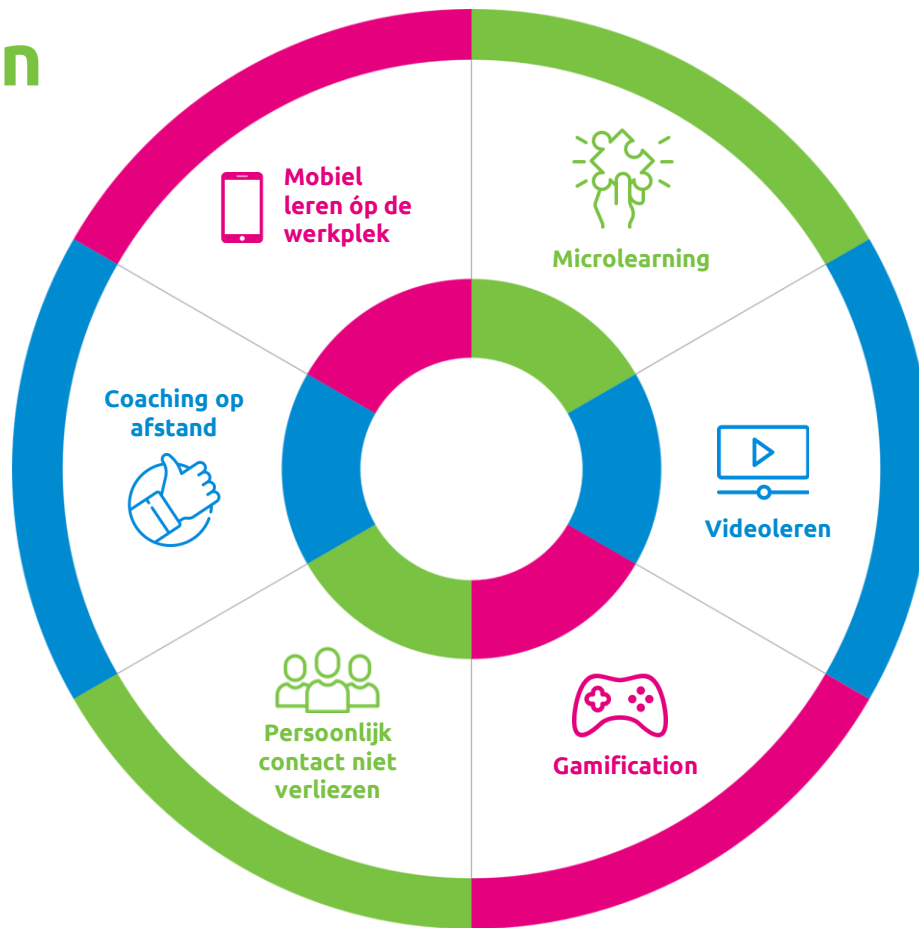 n
Mobiel
leren óp de
werkplek
Microlearning
Coaching op
afstand
Videoleren
Persoonlijk
contact niet
verliezen
Gamification